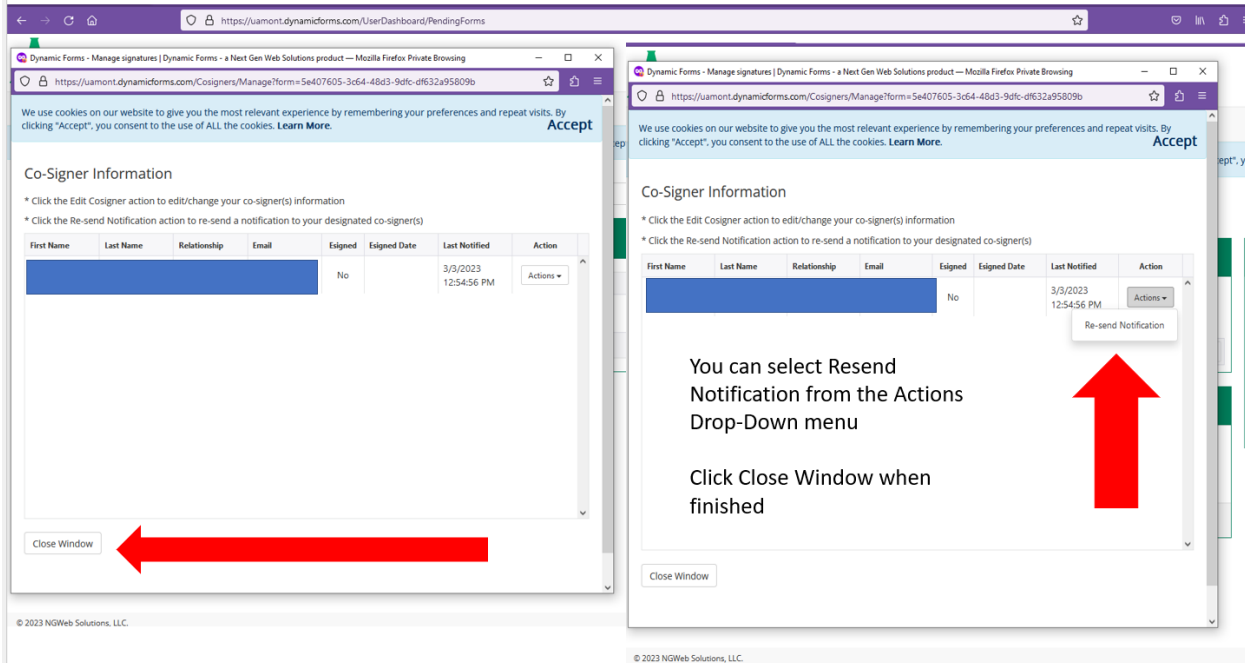 https://uamont.dynamicforms.com/UserDashboard/PendingForms
Dynamic Forms - Manage signatures | Dynamic Forms - a Next Gen Web Solutions product — Mozilla Firefox Private Browsing
https://uamont.dynamicforms.com/Cosigners/Manage?form=5e407605-3c64-48d3-9dfc-df632a95809b
We use cookies on our website to give you the most relevant experience by remembering your preferences and repeat visits. By
clicking "Accept", you consent to the use of ALL the cookies. Learn More.
Accept
Co-Signer Information
* Click the Edit Cosigner action to edit/change your co-signer(s) information
* Click the Re-send Notification action to re-send a notification to your designated co-signer(s)
First Name Last Name Relationship Email Esigned Esigned Date Last Notified Action
No 3/3/2023 Actions
12:54:56 PM
Close Window
© 2023 NGWeb Solutions, LLC.
Dynamic Forms - Manage signatures | Dynamic Forms - a Next Gen Web Solutions product — Mozilla Firefox Private Browsing
https://uamont.dynamicforms.com/Cosigners/Manage?form=5e407605-3c64-48d3-9dfc-df632a95809b
We use cookies on our website to give you the most relevant experience by remembering your preferences and repeat visits. By
clicking "Accept", you consent to the use of ALL the cookies. Learn More.
Accept
Co-Signer Information
* Click the Edit Cosigner action to edit/change your co-signer(s) information
* Click the Re-send Notification action to re-send a notification to your designated co-signer(s)
First Name Last Name Relationship Email Esigned Esigned Date Last Notified Action
No 3/3/2023 Actions
12:54:56 PM
Re-send Notification
You can select Resend
Notification from the Actions
Drop-Down menu
Click Close Window when
finished
Close Window
© 2023 NGWeb Solutions, LLC.